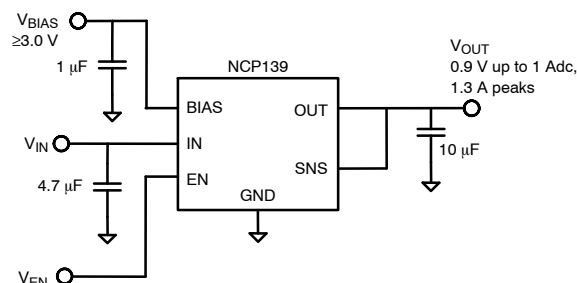 VBIAS
≥3.0 V
1 µF
NCP139
VOUT
0.9 V up to 1 Adc,
1.3 A peaks
BIAS
OUT
VIN
IN
4.7 µF
EN
SNS
10 µF
GND
VEN